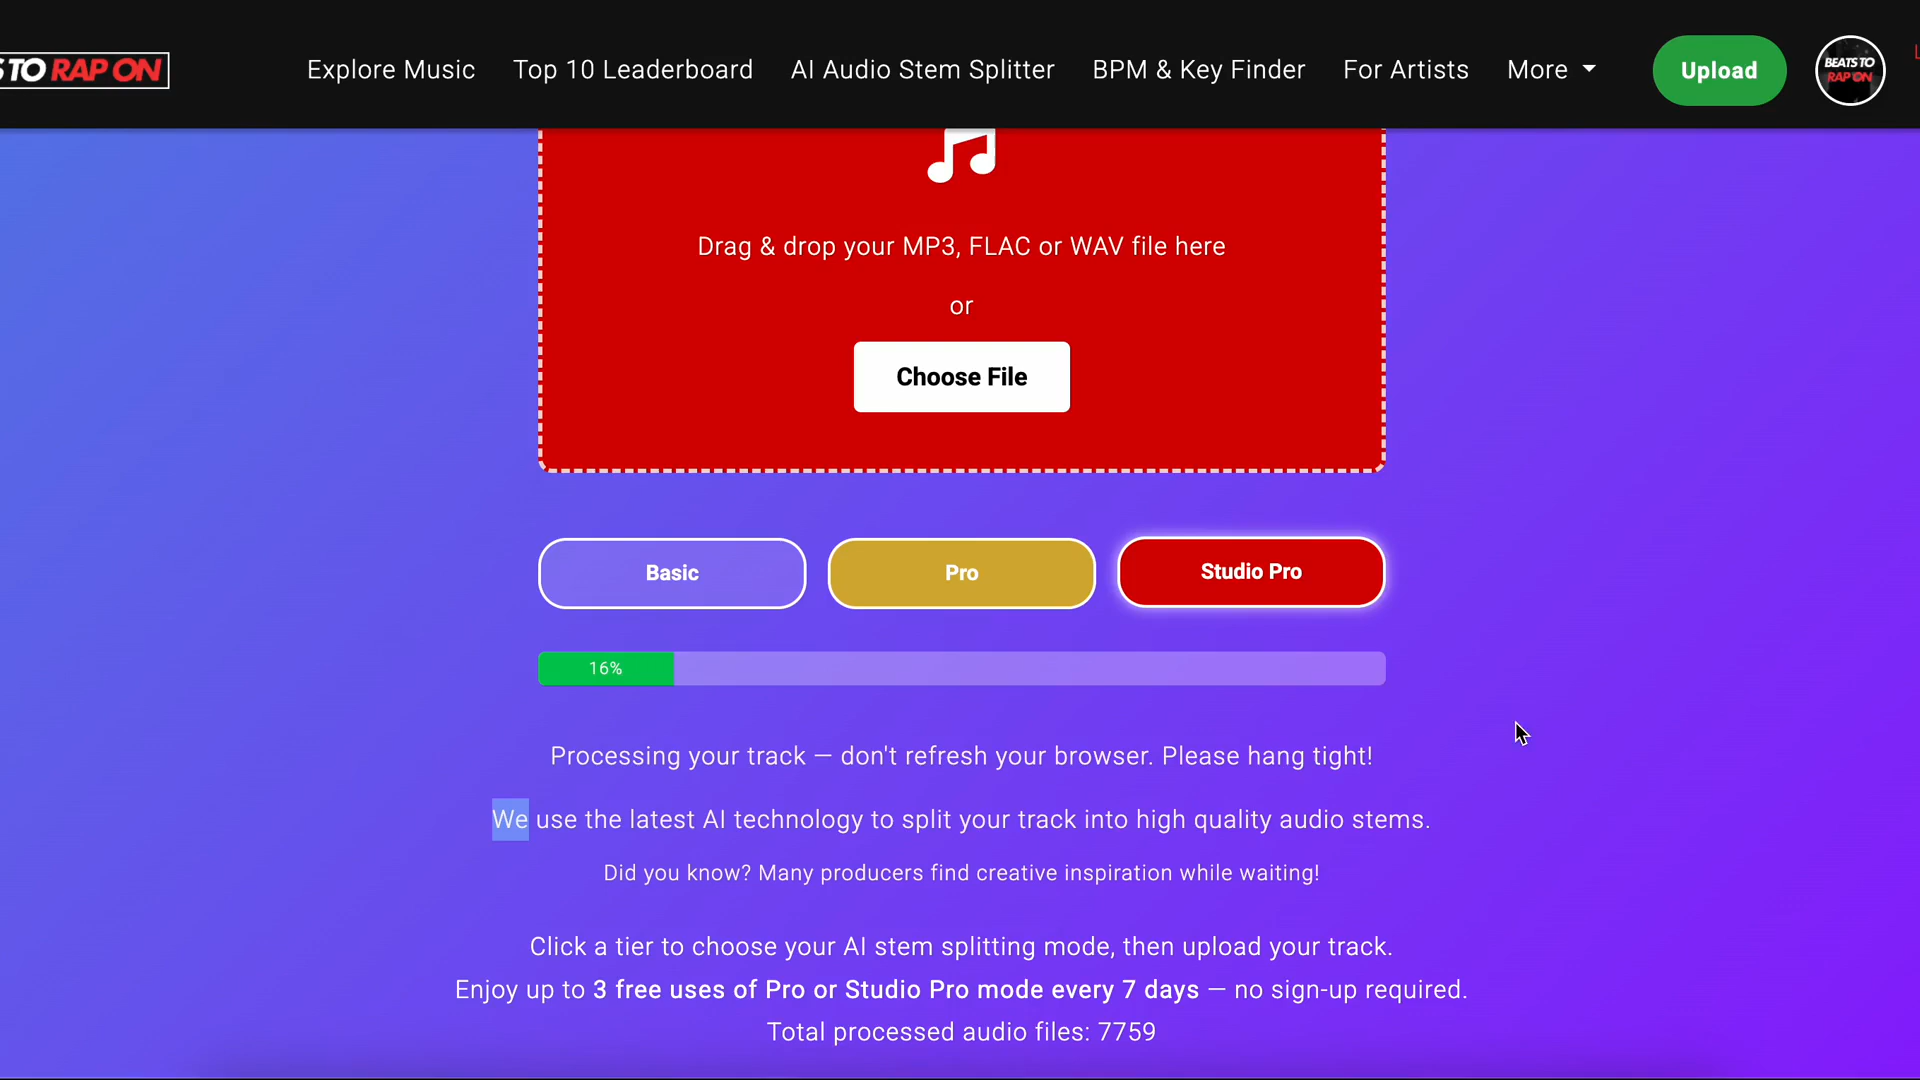 S TO RAP ON
Explore Music
Top 10 Leaderboard
AI Audio Stem Splitter
BPM & Key Finder
For Artists
More
Upload
BEATS TO
RAP ON
Drag & drop your MP3, FLAC or WAV file here
or
Choose File
Basic
Pro
Studio Pro
16%
Processing your track — don't refresh your browser. Please hang tight!
We use the latest AI technology to split your track into high quality audio stems.
Did you know? Many producers find creative inspiration while waiting!
Click a tier to choose your AI stem splitting mode, then upload your track.
Enjoy up to 3 free uses of Pro or Studio Pro mode every 7 days — no sign-up required.
Total processed audio files: 7759